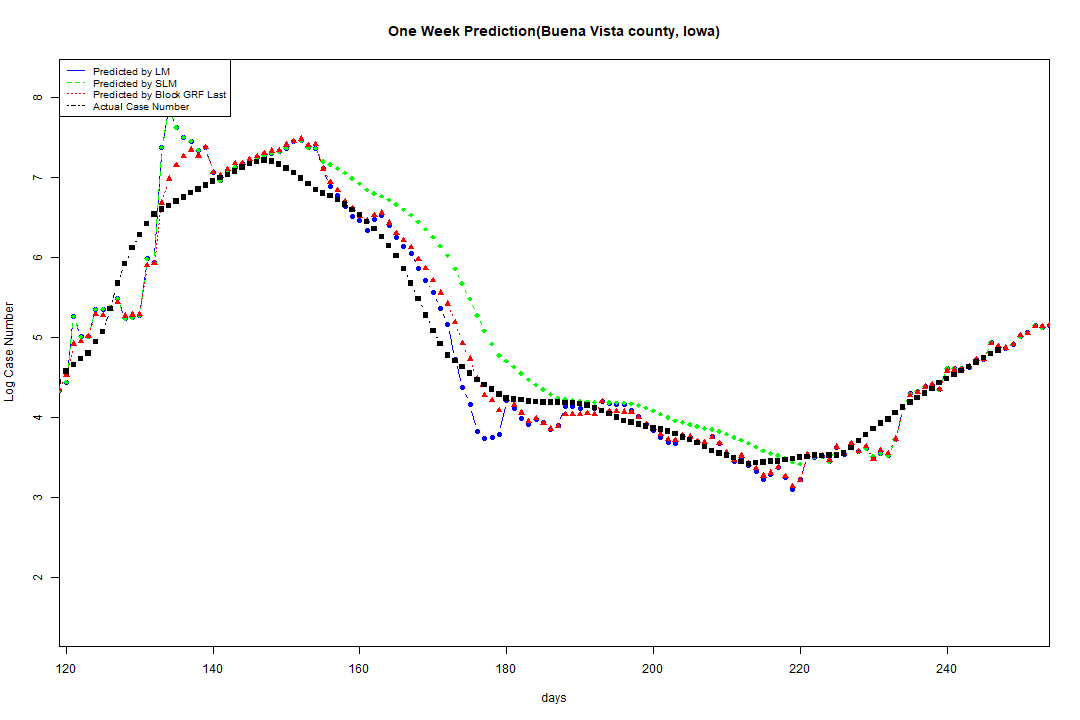 One Week Prediction(Buena Vista county, Iowa)
Predicted by LM
Predicted by SLM
Predicted by Block GRF Last
Actual Case Number
8
7
6
5
4
3
2
Log Case Number
120 140 160 180 200 220 240
days